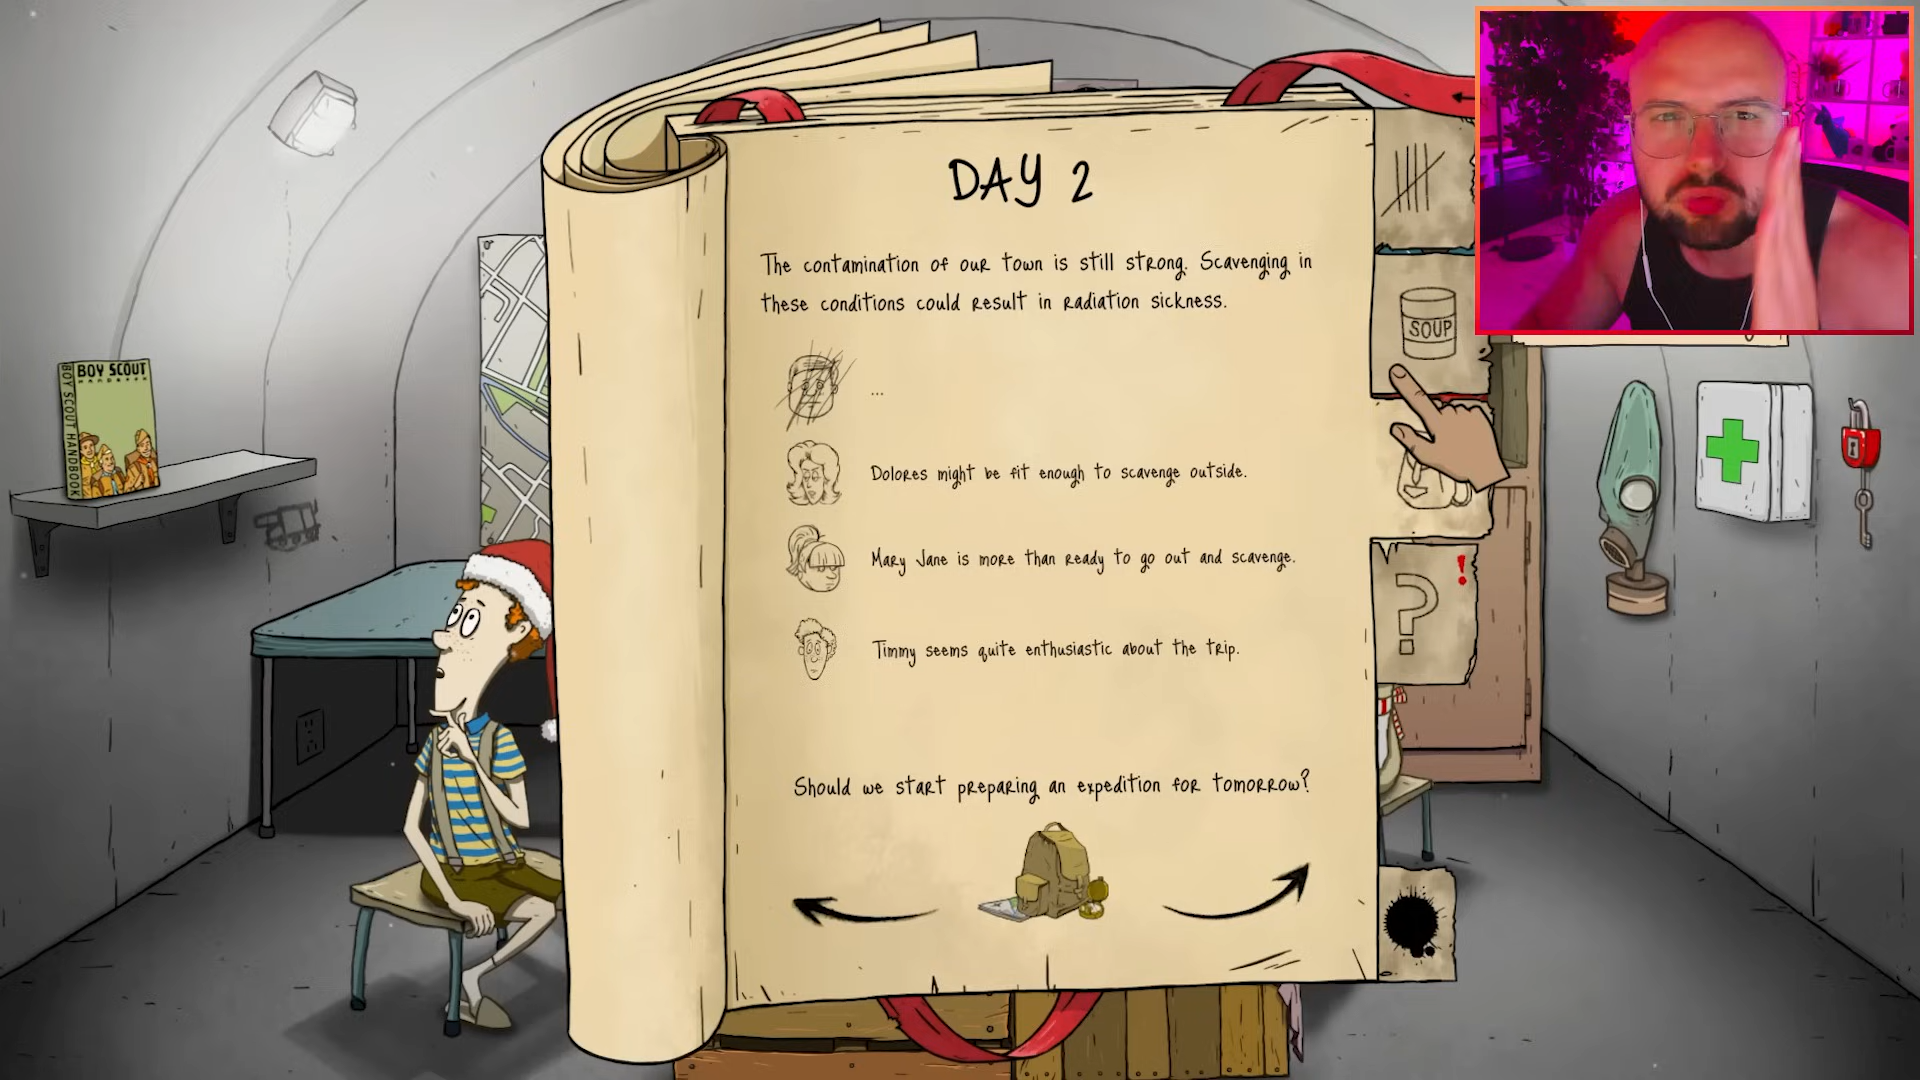 DAY 2
The contamination of our town is still strong. Scavenging in
these conditions could result in radiation sickness.
...
Dolores might be fit enough to scavenge outside.
Mary Jane is more than ready to go out and scavenge.
Timmy seems quite enthusiastic about the trip.
Should we start preparing an expedition for tomorrow?
SOUP
?
!
BOY SCOUT
HANDBOOK
BOY SCOUT HANDBOOK